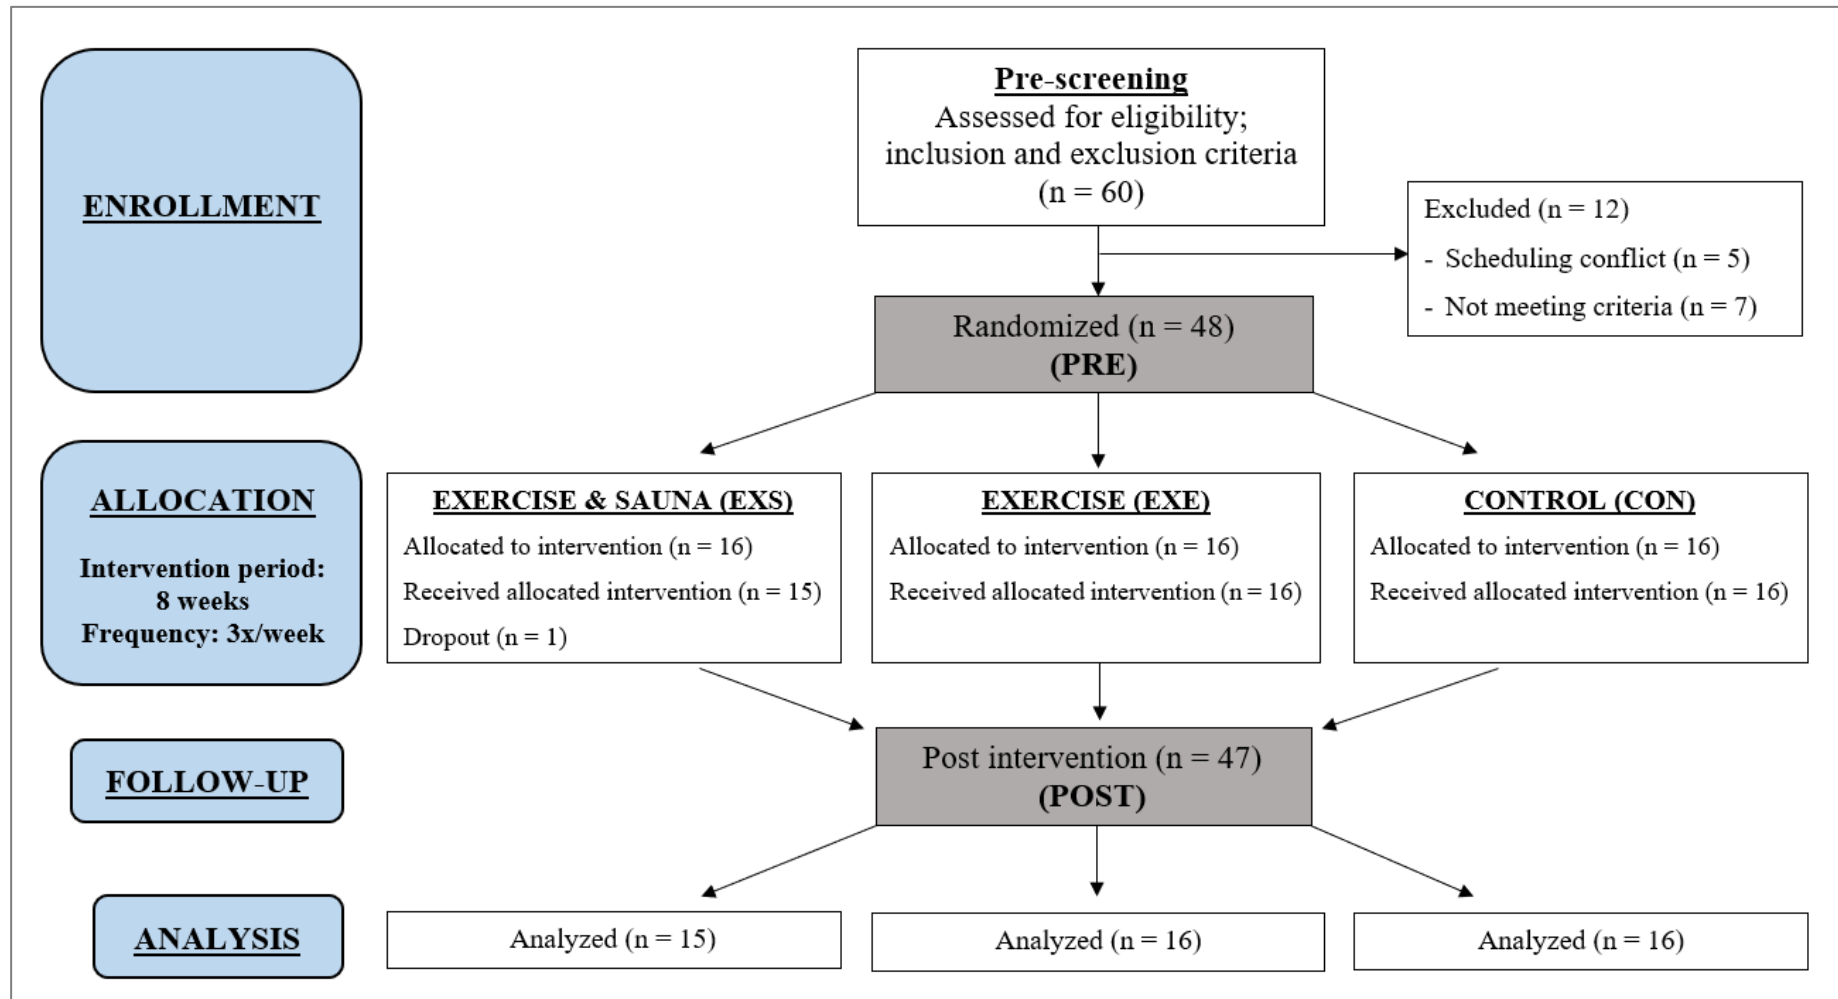 ENROLLMENT
Pre-screening
Assessed for eligibility;
inclusion and exclusion criteria
(n = 60)
Excluded (n = 12)
- Scheduling conflict (n = 5)
- Not meeting criteria (n = 7)
Randomized (n = 48)
(PRE)
ALLOCATION
Intervention period:
8 weeks
Frequency: 3x/week
EXERCISE & SAUNA (EXS)
Allocated to intervention (n = 16)
Received allocated intervention (n = 15)
Dropout (n = 1)
EXERCISE (EXE)
Allocated to intervention (n = 16)
Received allocated intervention (n = 16)
CONTROL (CON)
Allocated to intervention (n = 16)
Received allocated intervention (n = 16)
FOLLOW-UP
Post intervention (n = 47)
(POST)
ANALYSIS
Analyzed (n = 15)
Analyzed (n = 16)
Analyzed (n = 16)